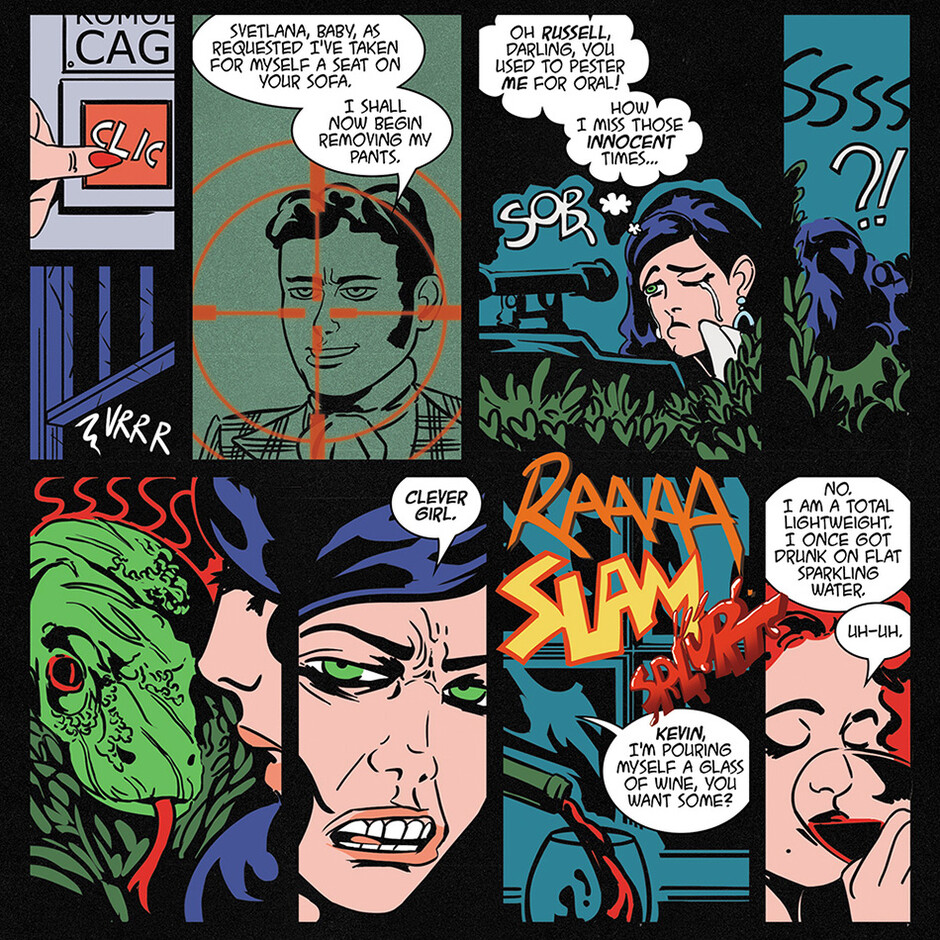 KOMOD
.CAG
CLIC
VRRR
SVETLANA, BABY, AS
REQUESTED I'VE TAKEN
FOR MYSELF A SEAT ON
YOUR SOFA.
I SHALL
NOW BEGIN
REMOVING MY
PANTS.
OH RUSSELL,
DARLING, YOU
USED TO PESTER
ME FOR ORAL!
HOW
I MISS THOSE
INNOCENT
TIMES...
SOB
SSSS
?!
SSSSS
CLEVER
GIRL.
RAAAA
SLAM
SPLURT
KEVIN,
I'M POURING
MYSELF A GLASS
OF WINE, YOU
WANT SOME?
NO.
I AM A TOTAL
LIGHTWEIGHT.
I ONCE GOT
DRUNK ON FLAT
SPARKLING
WATER.
UH-UH.